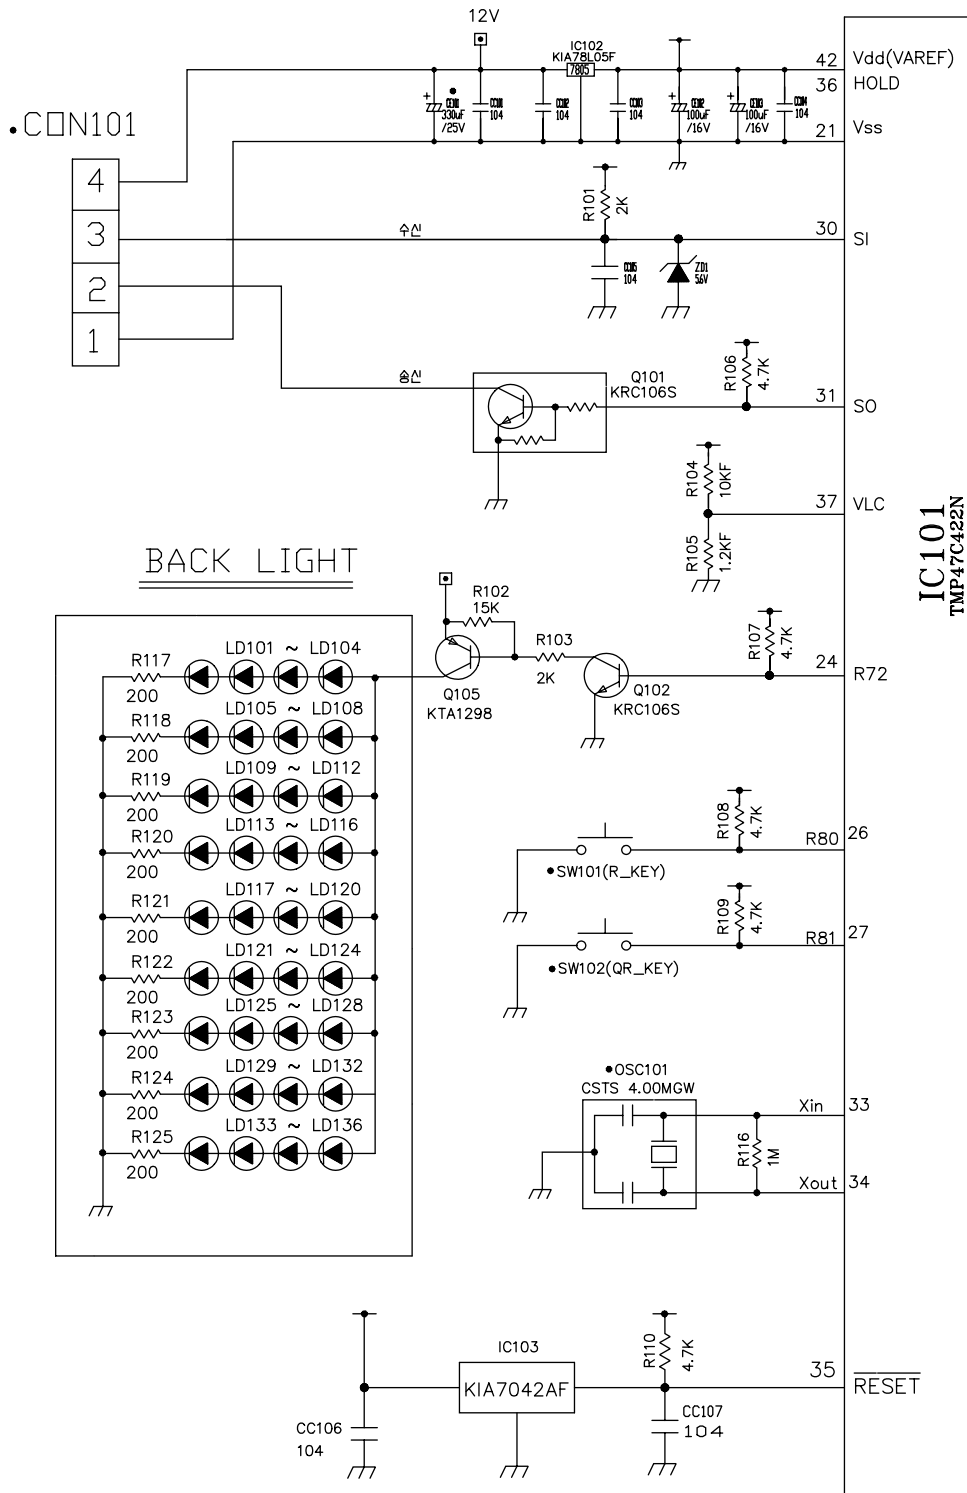 12V
IC102
KIA78L05F
7805
42 Vdd(VAREF)
36 HOLD
330uF
/25V
104
104
104
100uF
/16V
100uF
/16V
104
21 Vss
.CON101
4
3
2
1
R101
2K
수신
30 SI
104
ZD1
5.6V
송신
Q101
KRC106S
R106
4.7K
31 SO
R104
10KF
37 VLC
R105
1.2KF
IC101
TMP47C422N
BACK LIGHT
R102
15K
R103
2K
Q105
KTA1298
Q102
KRC106S
R107
4.7K
24 R72
R117
200
LD101 ~ LD104
R118
200
LD105 ~ LD108
R119
200
LD109 ~ LD112
R120
200
LD113 ~ LD116
R121
200
LD117 ~ LD120
R122
200
LD121 ~ LD124
R123
200
LD125 ~ LD128
R124
200
LD129 ~ LD132
R125
200
LD133 ~ LD136
R108
4.7K
R80 26
●SW101(R_KEY)
R109
4.7K
R81 27
●SW102(QR_KEY)
●OSC101
CSTS 4.00MGW
Xin 33
R116
1M
Xout 34
IC103
KIA7042AF
R110
4.7K
35 RESET
CC106
104
CC107
104